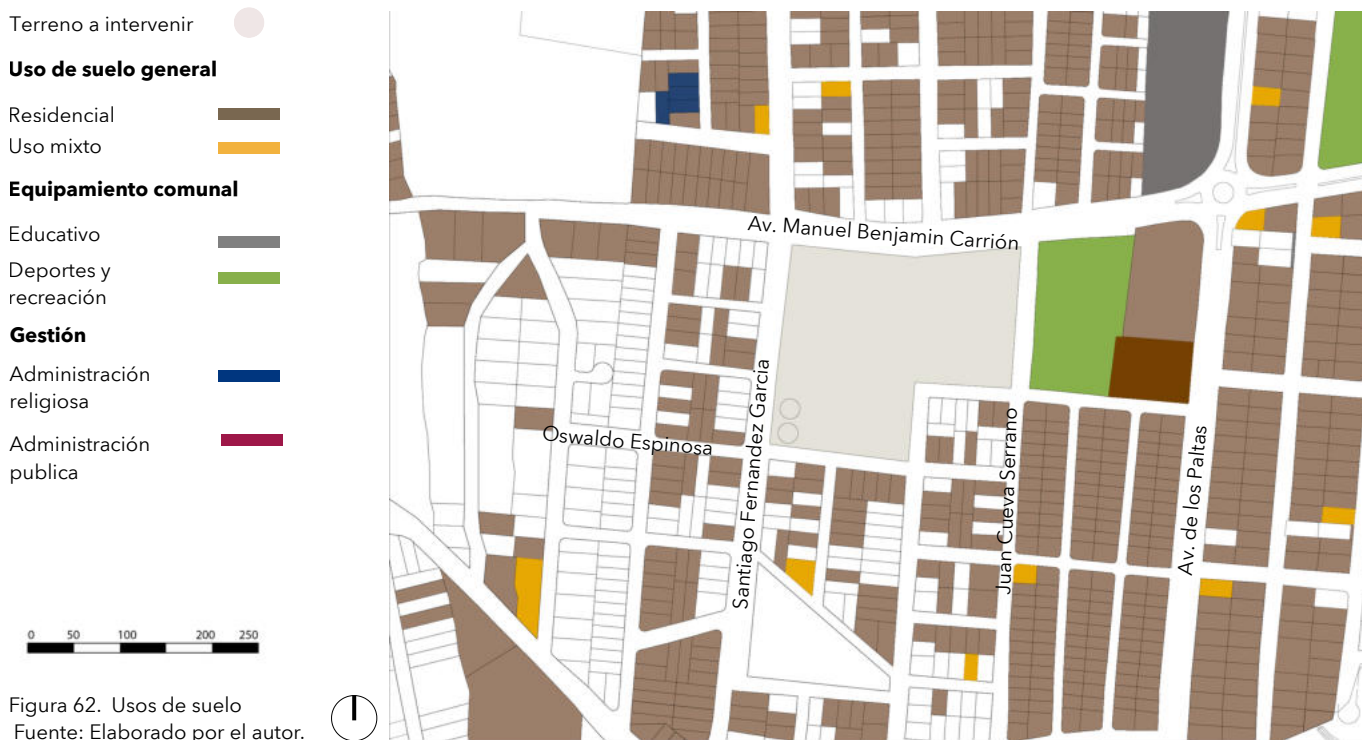 Terreno a intervenir
Uso de suelo general
Residencial
Uso mixto
Equipamiento comunal
Educativo
Deportes y
recreación
Gestión
Administración
religiosa
Administración
publica
0 50 100 200 250
Figura 62. Usos de suelo
Fuente: Elaborado por el autor.
Av. Manuel Benjamin Carrión
Oswaldo Espinosa
Santiago Fernandez Garcia
Juan Cueva Serrano
Av. de los Paltas